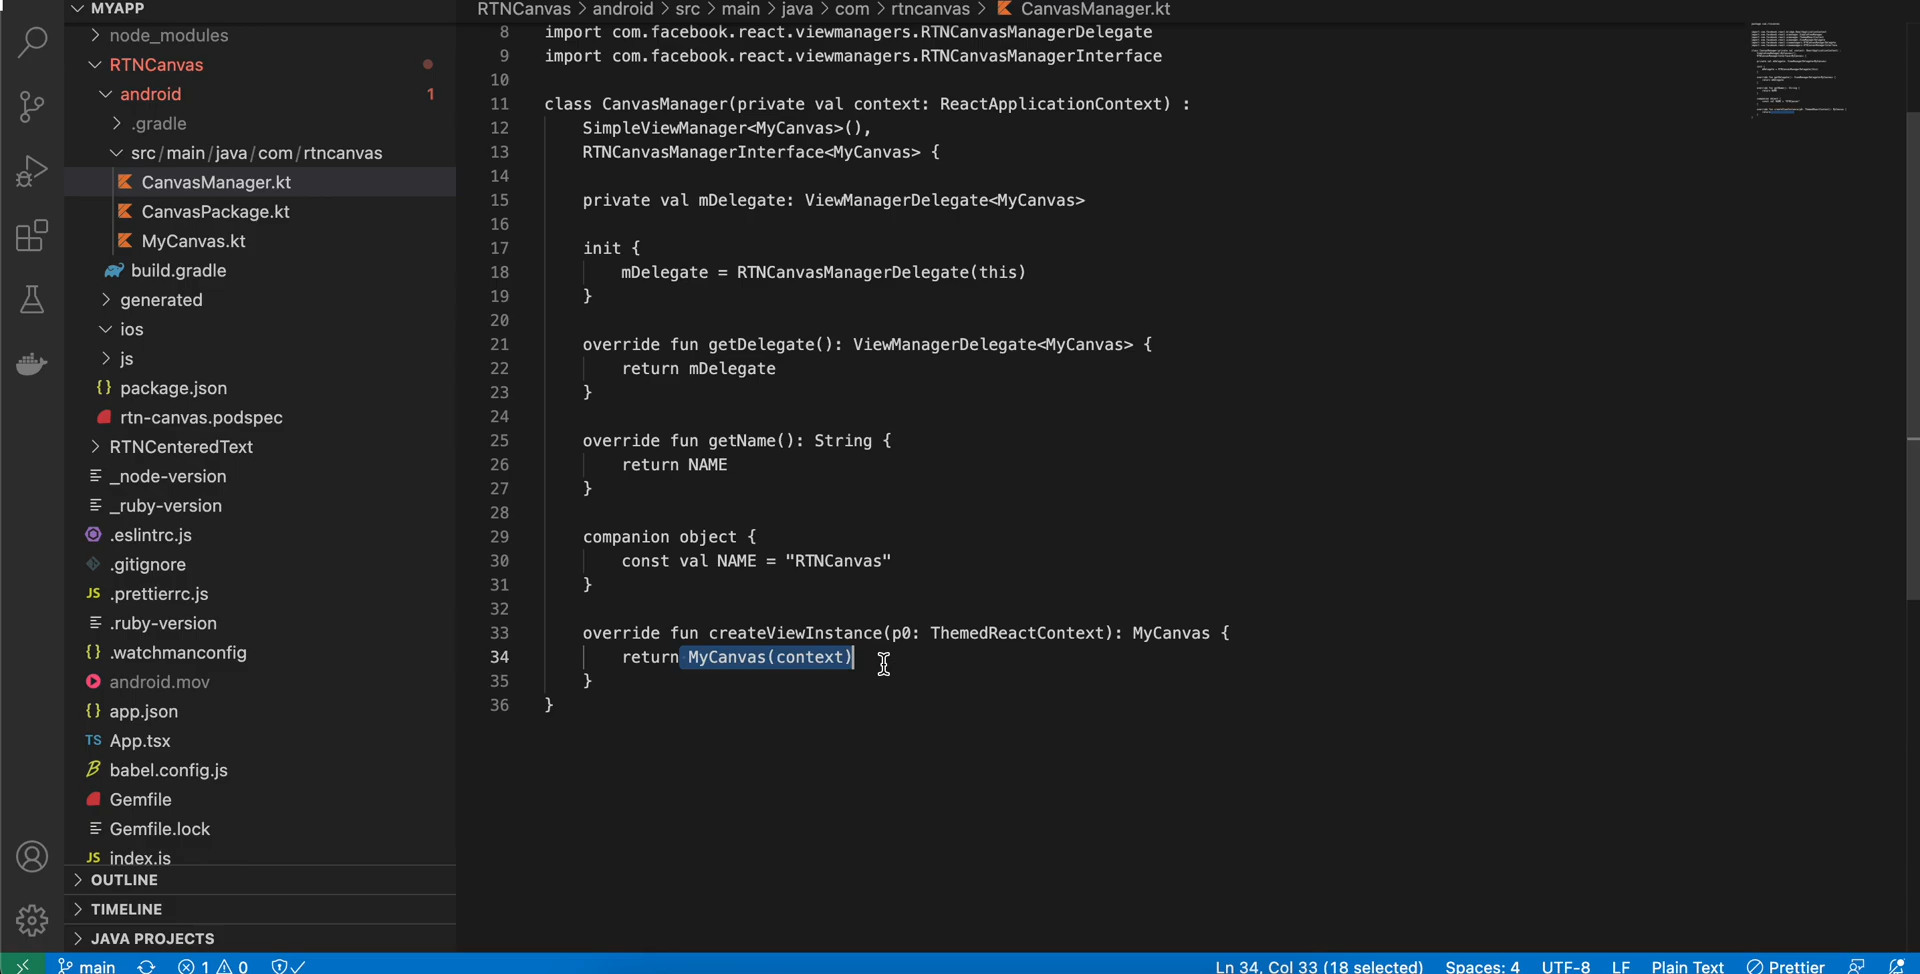 MYAPP
node_modules
RTNCanvas
android 1
.gradle
src/main/java/com/rtncanvas
CanvasManager.kt
CanvasPackage.kt
MyCanvas.kt
build.gradle
generated
ios
js
package.json
rtn-canvas.podspec
RTNCenteredText
_node-version
_ruby-version
.eslintrc.js
.gitignore
JS .prettierrc.js
.ruby-version
{} .watchmanconfig
android.mov
{} app.json
TS App.tsx
babel.config.js
Gemfile
Gemfile.lock
JS index.js
OUTLINE
TIMELINE
JAVA PROJECTS
RTNCanvas > android > src > main > java > com > rtncanvas > CanvasManager.kt
8 import com.facebook.react.viewmanagers.RTNCanvasManagerDelegate
9 import com.facebook.react.viewmanagers.RTNCanvasManagerInterface
10
11 class CanvasManager(private val context: ReactApplicationContext) :
12 SimpleViewManager<MyCanvas>(),
13 RTNCanvasManagerInterface<MyCanvas> {
14
15 private val mDelegate: ViewManagerDelegate<MyCanvas>
16
17 init {
18 mDelegate = RTNCanvasManagerDelegate(this)
19 }
20
21 override fun getDelegate(): ViewManagerDelegate<MyCanvas> {
22 return mDelegate
23 }
24
25 override fun getName(): String {
26 return NAME
27 }
28
29 companion object {
30 const val NAME = "RTNCanvas"
31 }
32
33 override fun createViewInstance(p0: ThemedReactContext): MyCanvas {
34 return MyCanvas(context)
35 }
36 }
main 1 0 Ln 34, Col 33 (18 selected) Spaces: 4 UTF-8 LF Plain Text Prettier